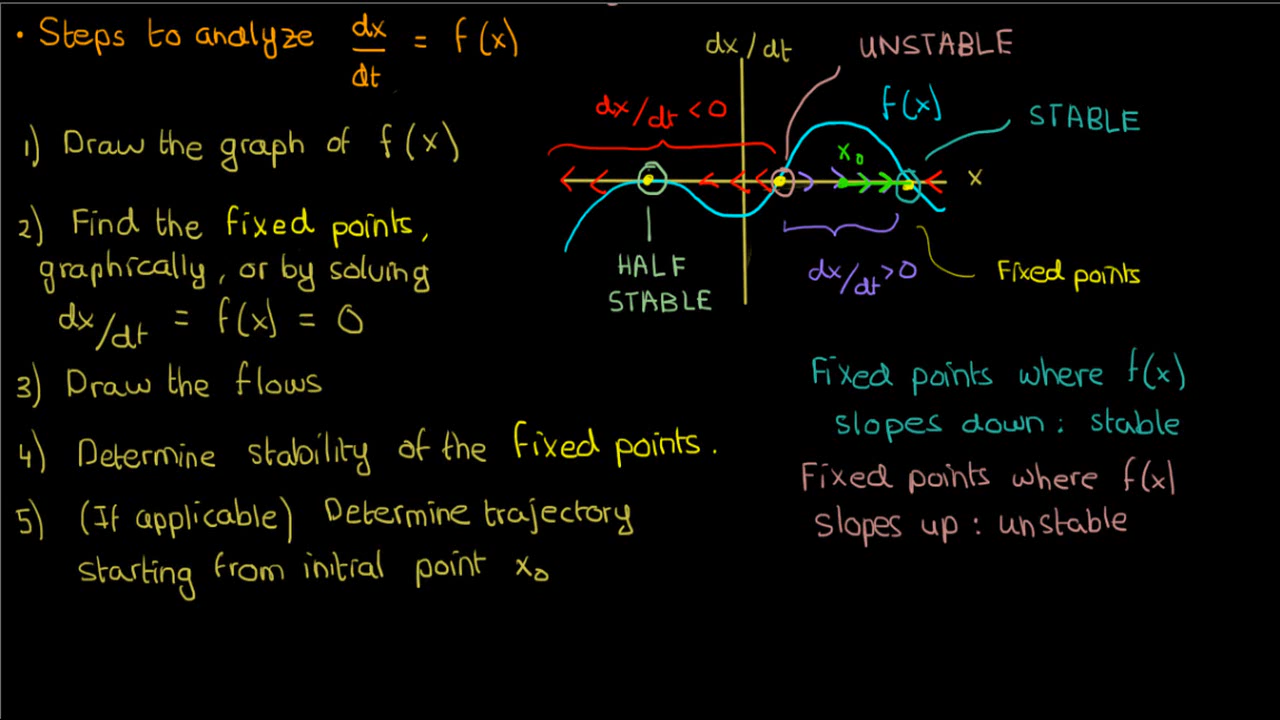 • Steps to analyze dx/dt = f(x)
1) Draw the graph of f(x)
2) Find the fixed points,
graphically, or by solving
dx/dt = f(x) = 0
3) Draw the flows
4) Determine stability of the fixed points.
5) (If applicable) Determine trajectory
starting from initial point x₀
dx/dt
UNSTABLE
dx/dt < 0
f(x)
STABLE
x₀
x
HALF
STABLE
dx/dt > 0
Fixed points
Fixed points where f(x)
slopes down : stable
Fixed points where f(x)
slopes up : unstable